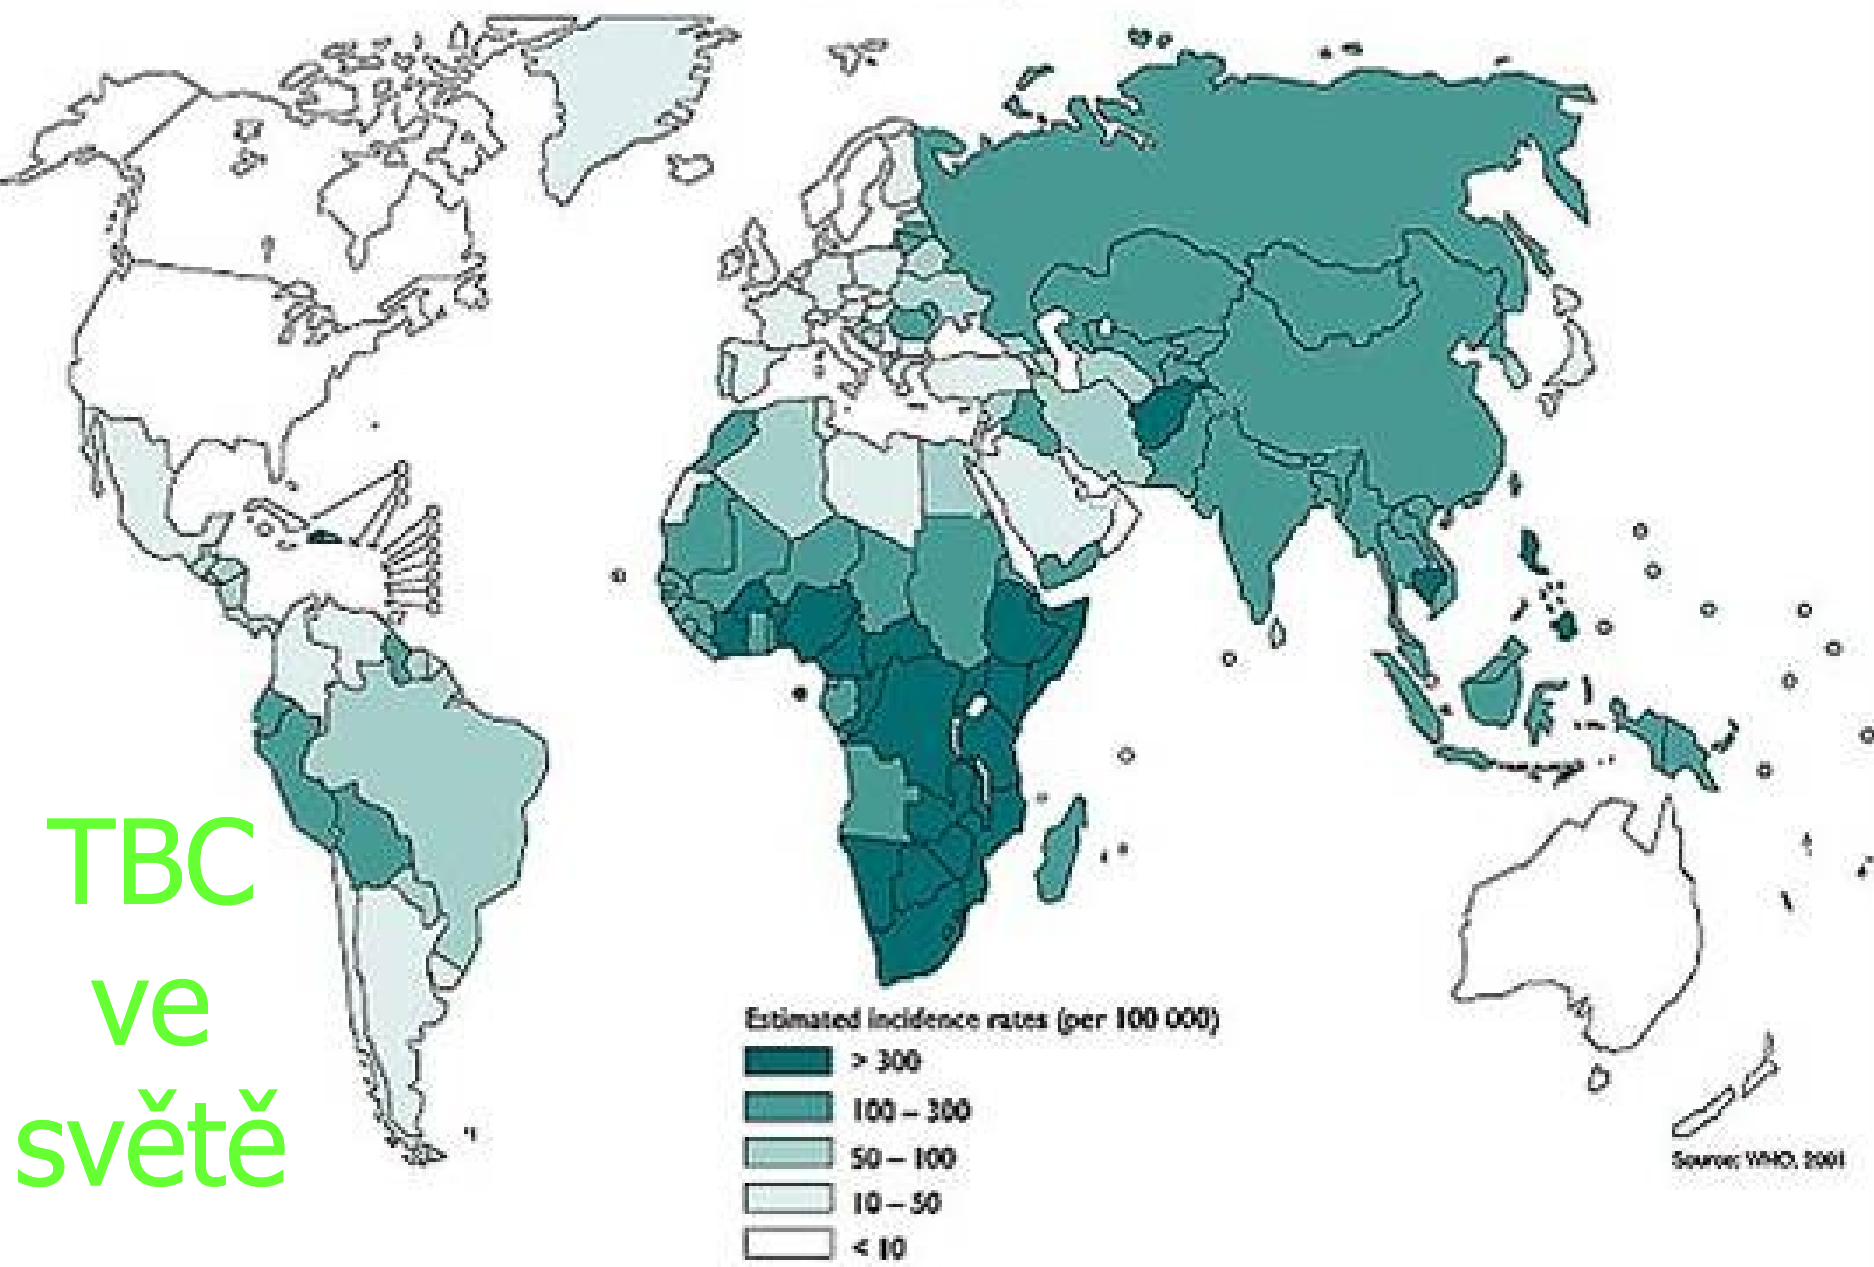 TBC
ve
světě
Estimated incidence rates (per 100 000)
> 300
100 – 300
50 – 100
10 – 50
< 10
Source: WHO, 2001